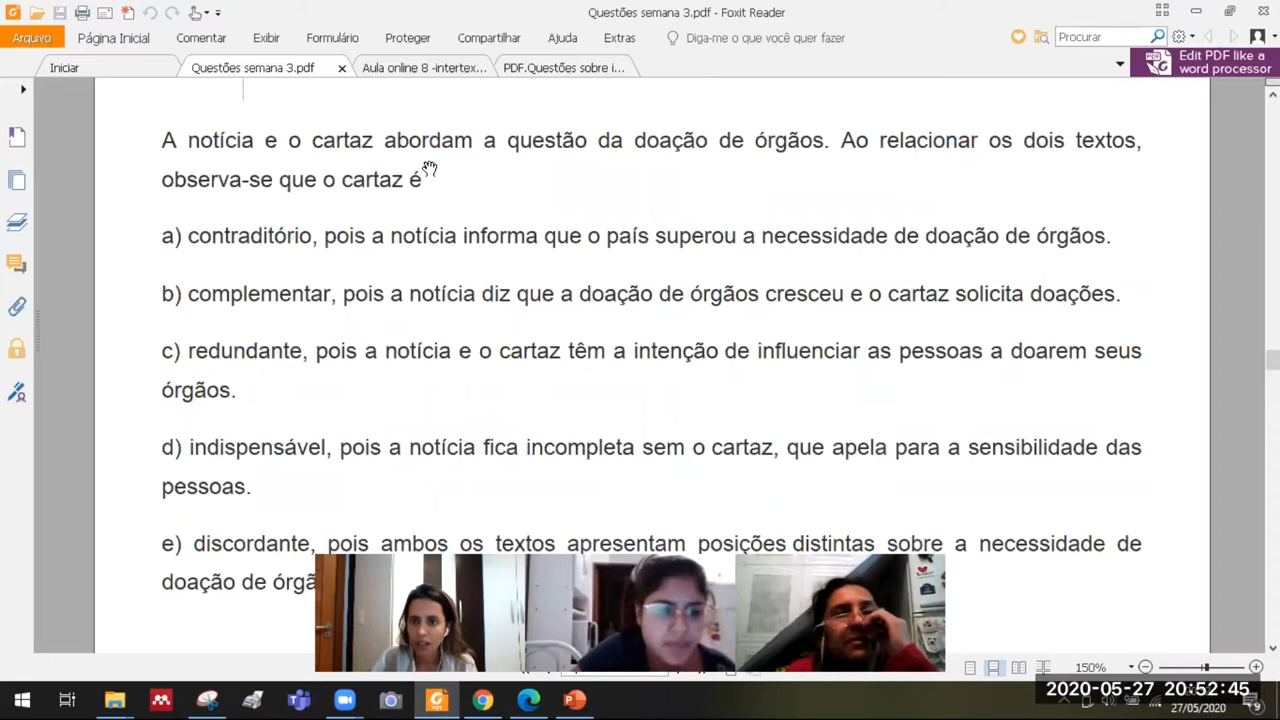 Questões semana 3.pdf - Foxit Reader
Arquivo Página Inicial Comentar Exibir Formulário Proteger Compartilhar Ajuda Extras Diga-me o que você quer fazer Procurar
Iniciar Questões semana 3.pdf Aula online 8 -intertex... PDF.Questões sobre i... Edit PDF like a
word processor
A notícia e o cartaz abordam a questão da doação de órgãos. Ao relacionar os dois textos,
observa-se que o cartaz é
a) contraditório, pois a notícia informa que o país superou a necessidade de doação de órgãos.
b) complementar, pois a notícia diz que a doação de órgãos cresceu e o cartaz solicita doações.
c) redundante, pois a notícia e o cartaz têm a intenção de influenciar as pessoas a doarem seus
órgãos.
d) indispensável, pois a notícia fica incompleta sem o cartaz, que apela para a sensibilidade das
pessoas.
e) discordante, pois ambos os textos apresentam posições distintas sobre a necessidade de
doação de órgã
150%
2020-05-27 20:52:45
27/05/2020